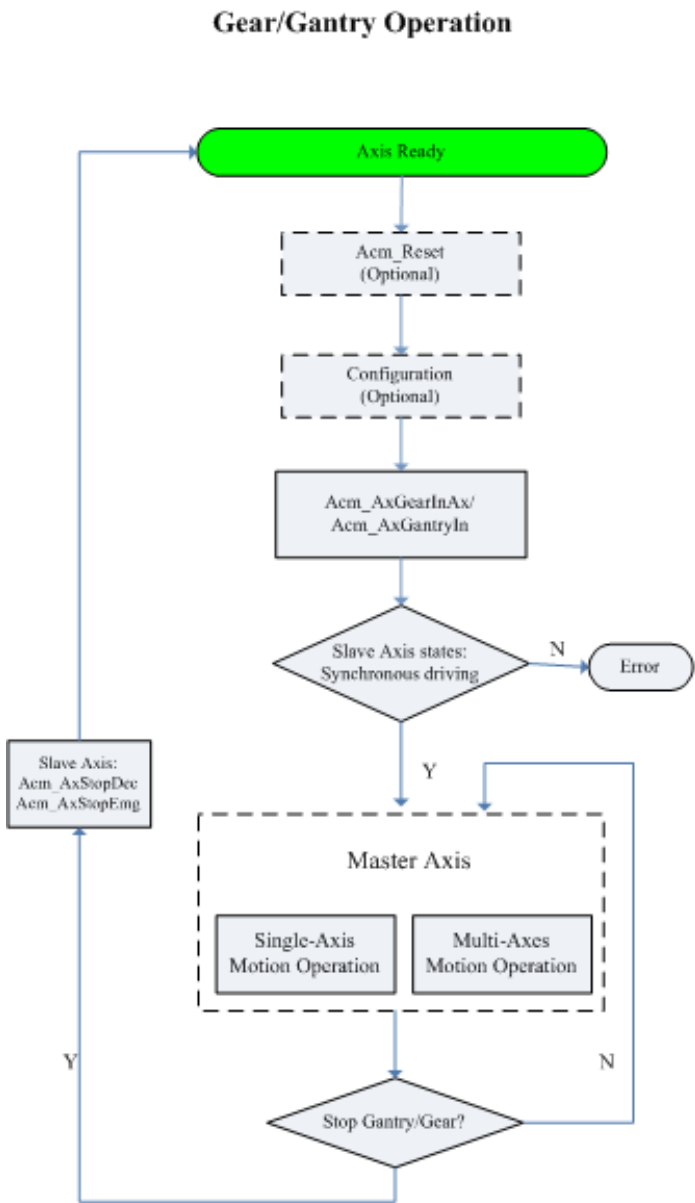 Gear/Gantry Operation
Axis Ready
Acm_Reset
(Optional)
Configuration
(Optional)
Acm_AxGearInAx/
Acm_AxGantryIn
Slave Axis states:
Synchronous driving
N
Error
Y
Slave Axis:
Acm_AxStopDec
Acm_AxStopEmg
Master Axis
Single-Axis
Motion Operation
Multi-Axes
Motion Operation
Y
N
Stop Gantry/Gear?